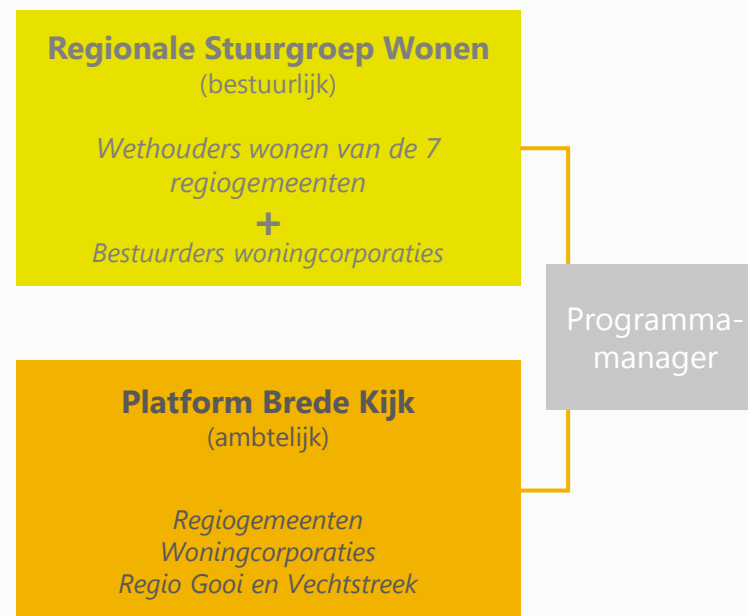 Regionale Stuurgroep Wonen
(bestuurlijk)
Wethouders wonen van de 7
regiogemeenten
+
Bestuurders woningcorporaties
Programma-
manager
Platform Brede Kijk
(ambtelijk)
Regiogemeenten
Woningcorporaties
Regio Gooi en Vechtstreek